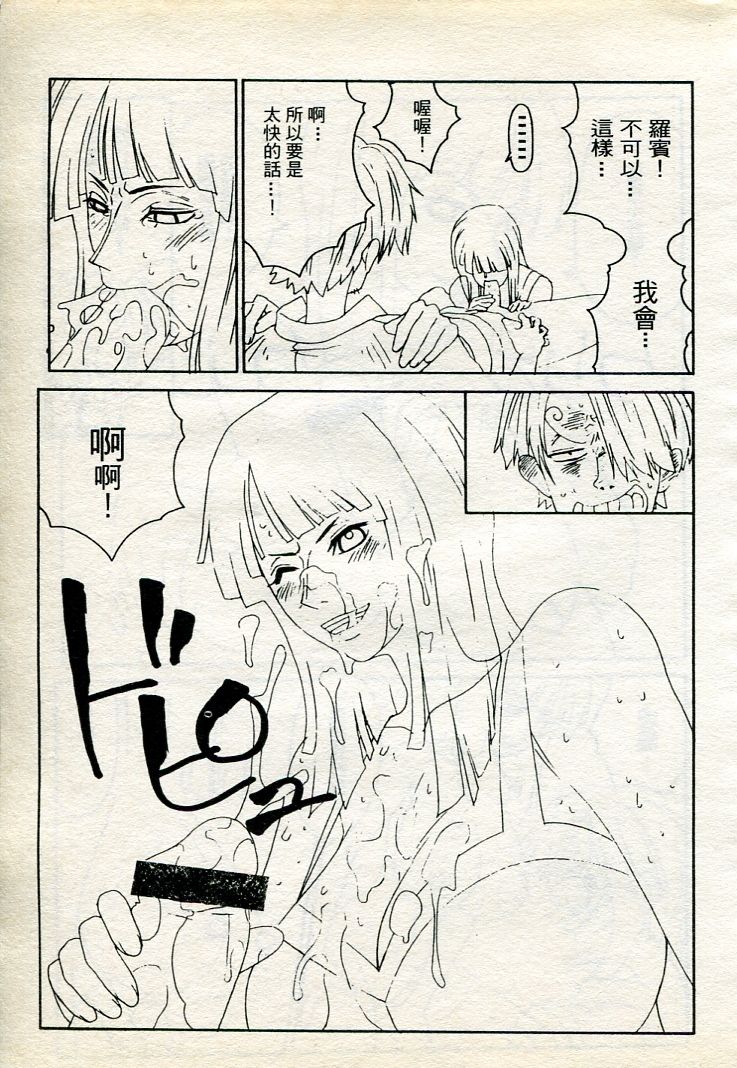 羅賓！
不可以…
這樣…
我會…
……
喔喔！
啊…
所以要是
太快的話…！
啊
啊！
ドピュ